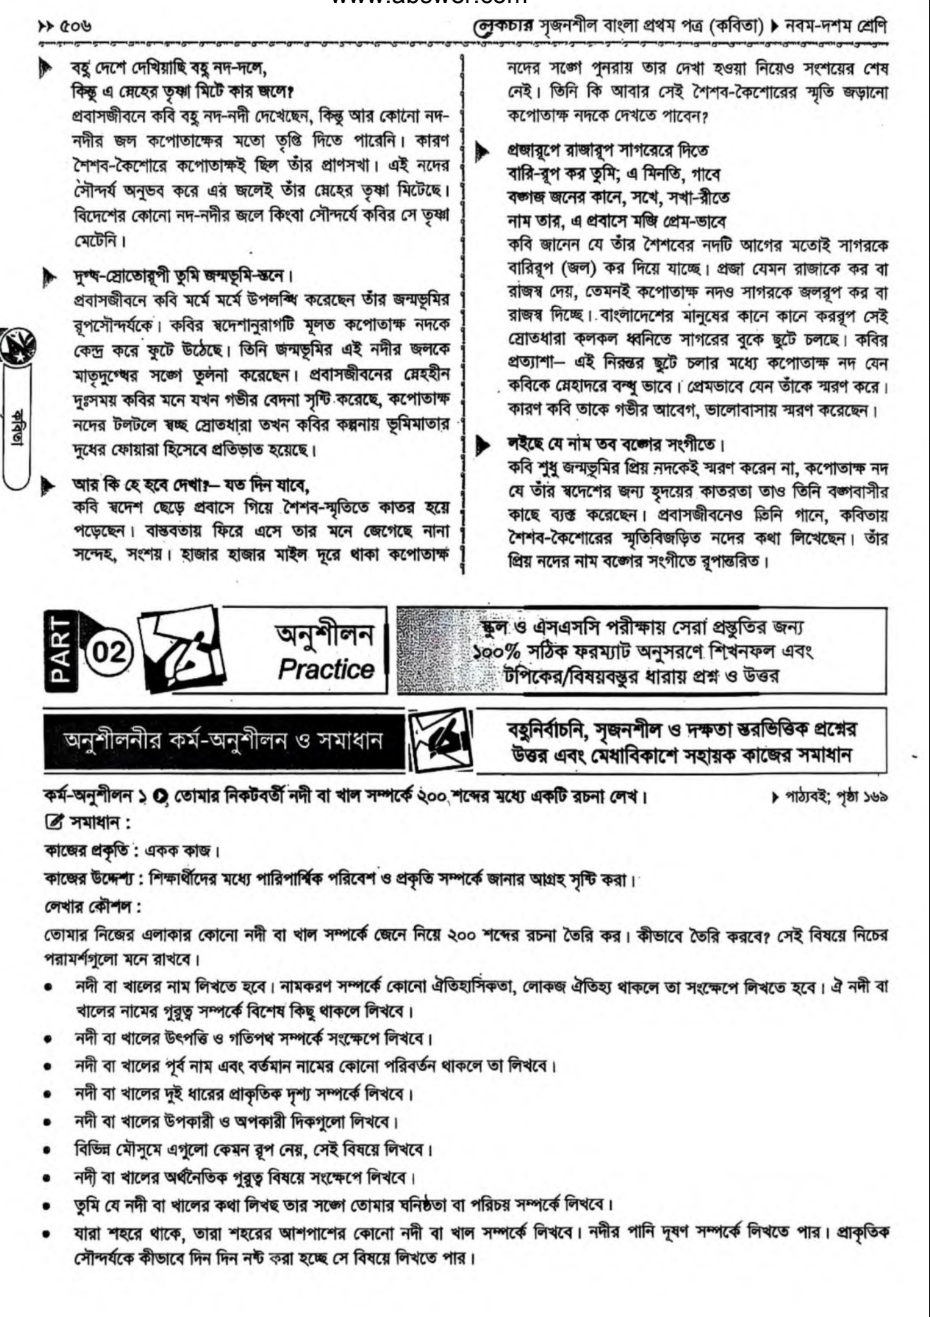 www.abswer.com
৫০৬
লেকচার সৃজনশীল বাংলা প্রথম পত্র (কবিতা) ▶ নবম-দশম শ্রেণি
বহু দেশে দেখিয়াছি বহু নদ-দলে,
কিন্তু এ স্নেহের তৃষ্ণা মিটে কার জলে?
প্রবাসজীবনে কবি বহু নদ-নদী দেখেছেন, কিন্তু আর কোনো নদ-
নদীর জল কপোতাক্ষের মতো তৃপ্তি দিতে পারেনি। কারণ
শৈশব-কৈশোরে কপোতাক্ষই ছিল তাঁর প্রাণসখা। এই নদের
সৌন্দর্য অনুভব করে এর জলেই তাঁর স্নেহের তৃষ্ণা মিটেছে।
বিদেশের কোনো নদ-নদীর জলে কিংবা সৌন্দর্যে কবির সে তৃষ্ণা
মেটেনি।
দুগ্ধ-স্রোতোরূপী তুমি জন্মভূমি-স্তনে।
প্রবাসজীবনে কবি মর্মে মর্মে উপলব্ধি করেছেন তাঁর জন্মভূমির
রূপসৌন্দর্যকে। কবির স্বদেশানুরাগটি মূলত কপোতাক্ষ নদকে
কেন্দ্র করে ফুটে উঠেছে। তিনি জন্মভূমির এই নদীর জলকে
মাতৃদুগ্ধের সঙ্গে তুলনা করেছেন। প্রবাসজীবনের স্নেহহীন
দুঃসময় কবির মনে যখন গভীর বেদনা সৃষ্টি করেছে, কপোতাক্ষ
নদের টলটলে স্বচ্ছ স্রোতধারা তখন কবির কল্পনায় ভূমিমাতার
দুধের ফোয়ারা হিসেবে প্রতিভাত হয়েছে।
আর কি হে হবে দেখা?— যত দিন যাবে,
কবি স্বদেশ ছেড়ে প্রবাসে গিয়ে শৈশব-স্মৃতিতে কাতর হয়ে
পড়েছেন। বাস্তবতায় ফিরে এসে তার মনে জেগেছে নানা
সন্দেহ, সংশয়। হাজার হাজার মাইল দূরে থাকা কপোতাক্ষ
নদের সঙ্গে পুনরায় তার দেখা হওয়া নিয়েও সংশয়ের শেষ
নেই। তিনি কি আবার সেই শৈশব-কৈশোরের স্মৃতি জড়ানো
কপোতাক্ষ নদকে দেখতে পাবেন?
প্রজারূপে রাজারূপ সাগরেরে দিতে
বারি-রূপ কর তুমি; এ মিনতি, গাবে
বঙ্গজ জনের কানে, সখে, সখা-রীতে
নাম তার, এ প্রবাসে মজি প্রেম-ভাবে
কবি জানেন যে তাঁর শৈশবের নদটি আগের মতোই সাগরকে
বারিরূপ (জল) কর দিয়ে যাচ্ছে। প্রজা যেমন রাজাকে কর বা
রাজস্ব দেয়, তেমনই কপোতাক্ষ নদও সাগরকে জলরূপ কর বা
রাজস্ব দিচ্ছে। বাংলাদেশের মানুষের কানে কানে কররূপ সেই
স্রোতধারা কলকল ধ্বনিতে সাগরের বুকে ছুটে চলছে। কবির
প্রত্যাশা— এই নিরন্তর ছুটে চলার মধ্যে কপোতাক্ষ নদ যেন
কবিকে স্নেহাদরে বন্ধু ভাবে। প্রেমভাবে যেন তাঁকে স্মরণ করে।
কারণ কবি তাকে গভীর আবেগ, ভালোবাসায় স্মরণ করেছেন।
লইছে যে নাম তব বঙ্গের সংগীতে।
কবি শুধু জন্মভূমির প্রিয় নদকেই স্মরণ করেন না, কপোতাক্ষ নদ
যে তাঁর স্বদেশের জন্য হৃদয়ের কাতরতা তাও তিনি বঙ্গবাসীর
কাছে ব্যক্ত করেছেন। প্রবাসজীবনেও তিনি গানে, কবিতায়
শৈশব-কৈশোরের স্মৃতিবিজড়িত নদের কথা লিখেছেন। তাঁর
প্রিয় নদের নাম বঙ্গের সংগীতে রূপান্তরিত।
কবিতা
PART
02
অনুশীলন
Practice
স্কুল ও এসএসসি পরীক্ষায় সেরা প্রস্তুতির জন্য
১০০% সঠিক ফরম্যাট অনুসরণে শিখনফল এবং
টপিকের/বিষয়বস্তুর ধারায় প্রশ্ন ও উত্তর
অনুশীলনীর কর্ম-অনুশীলন ও সমাধান
বহুনির্বাচনি, সৃজনশীল ও দক্ষতা স্তরভিত্তিক প্রশ্নের
উত্তর এবং মেধাবিকাশে সহায়ক কাজের সমাধান
কর্ম-অনুশীলন ১ তোমার নিকটবর্তী নদী বা খাল সম্পর্কে ২০০ শব্দের মধ্যে একটি রচনা লেখ।
▶ পাঠ্যবই; পৃষ্ঠা ১৬৯
সমাধান :
কাজের প্রকৃতি : একক কাজ।
কাজের উদ্দেশ্য : শিক্ষার্থীদের মধ্যে পারিপার্শ্বিক পরিবেশ ও প্রকৃতি সম্পর্কে জানার আগ্রহ সৃষ্টি করা।
লেখার কৌশল :
তোমার নিজের এলাকার কোনো নদী বা খাল সম্পর্কে জেনে নিয়ে ২০০ শব্দের রচনা তৈরি কর। কীভাবে তৈরি করবে? সেই বিষয়ে নিচের
পরামর্শগুলো মনে রাখবে।
● নদী বা খালের নাম লিখতে হবে। নামকরণ সম্পর্কে কোনো ঐতিহাসিকতা, লোকজ ঐতিহ্য থাকলে তা সংক্ষেপে লিখতে হবে। ঐ নদী বা
খালের নামের গুরুত্ব সম্পর্কে বিশেষ কিছু থাকলে লিখবে।
● নদী বা খালের উৎপত্তি ও গতিপথ সম্পর্কে সংক্ষেপে লিখবে।
● নদী বা খালের পূর্ব নাম এবং বর্তমান নামের কোনো পরিবর্তন থাকলে তা লিখবে।
● নদী বা খালের দুই ধারের প্রাকৃতিক দৃশ্য সম্পর্কে লিখবে।
● নদী বা খালের উপকারী ও অপকারী দিকগুলো লিখবে।
● বিভিন্ন মৌসুমে এগুলো কেমন রূপ নেয়, সেই বিষয়ে লিখবে।
● নদী বা খালের অর্থনৈতিক গুরুত্ব বিষয়ে সংক্ষেপে লিখবে।
● তুমি যে নদী বা খালের কথা লিখছ তার সঙ্গে তোমার ঘনিষ্ঠতা বা পরিচয় সম্পর্কে লিখবে।
● যারা শহরে থাকে, তারা শহরের আশপাশের কোনো নদী বা খাল সম্পর্কে লিখবে। নদীর পানি দূষণ সম্পর্কে লিখতে পার। প্রাকৃতিক
সৌন্দর্যকে কীভাবে দিন দিন নষ্ট করা হচ্ছে সে বিষয়ে লিখতে পার।